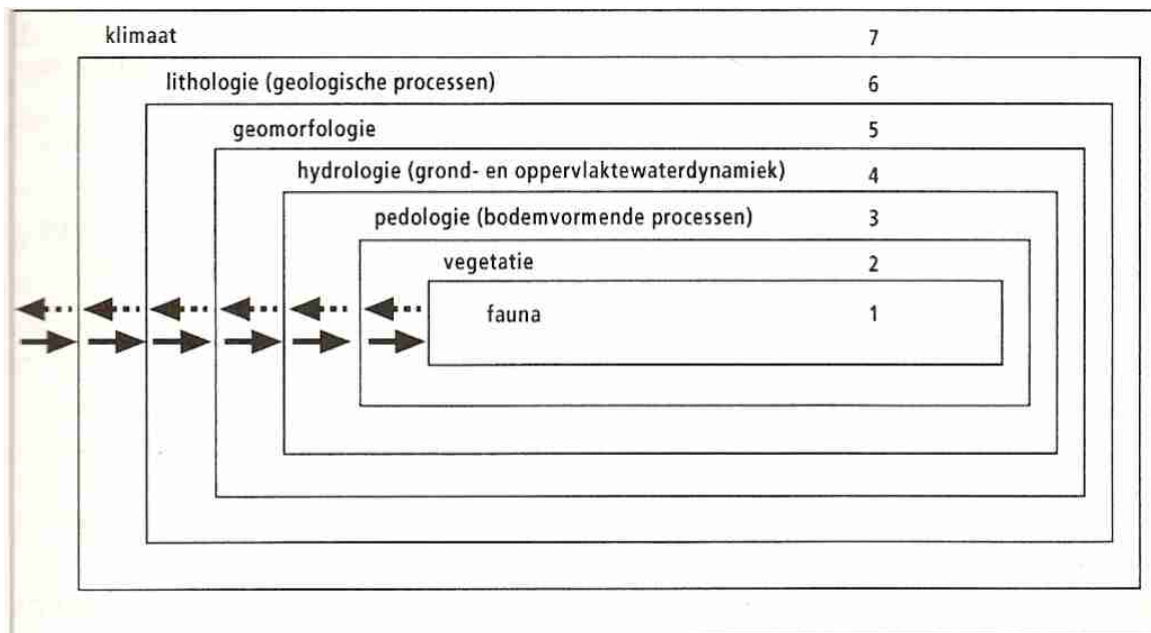 klimaat 7
lithologie (geologische processen) 6
geomorfologie 5
hydrologie (grond- en oppervlaktewaterdynamiek) 4
pedologie (bodemvormende processen) 3
vegetatie 2
fauna 1